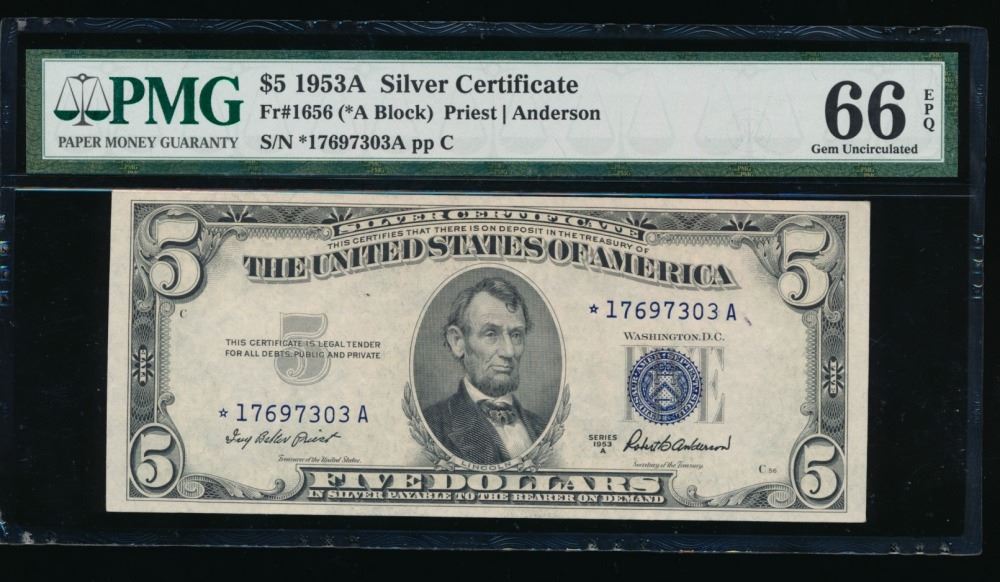 PMG
PAPER MONEY GUARANTY
$5 1953A Silver Certificate
Fr#1656 (*A Block) Priest | Anderson
S/N *17697303A pp C
66 EPQ
Gem Uncirculated
SILVER CERTIFICATE
THIS CERTIFIES THAT THERE IS ON DEPOSIT IN THE TREASURY OF
THE UNITED STATES OF AMERICA
5
5
C
5
THIS CERTIFICATE IS LEGAL TENDER
FOR ALL DEBTS, PUBLIC AND PRIVATE
* 17697303 A
WASHINGTON, D.C.
FIVE
FIVE
* 17697303 A
Ivy Baker Priest
Treasurer of the United States.
SERIES
1953
A
Robert B Anderson
Secretary of the Treasury.
LINCOLN
C 56
5
5
FIVE DOLLARS
IN SILVER PAYABLE TO THE BEARER ON DEMAND